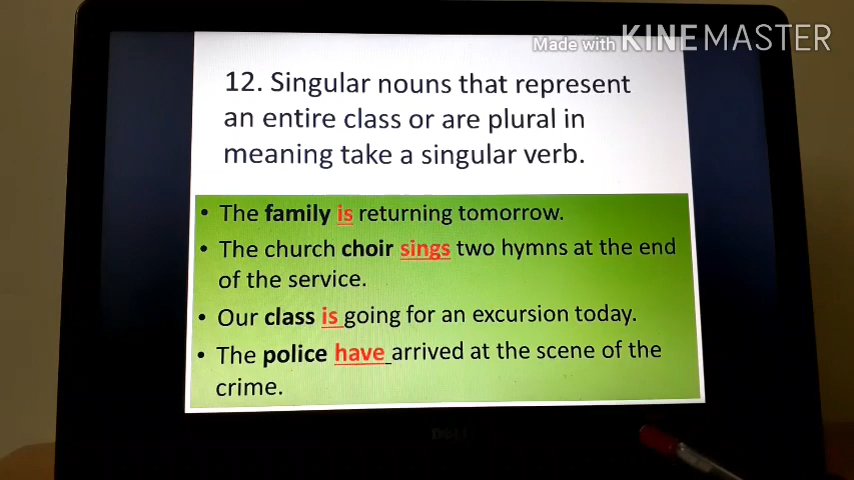 Made with KINEMASTER
12. Singular nouns that represent
an entire class or are plural in
meaning take a singular verb.
• The family is returning tomorrow.
• The church choir sings two hymns at the end
of the service.
• Our class is going for an excursion today.
• The police have arrived at the scene of the
crime.
DELL